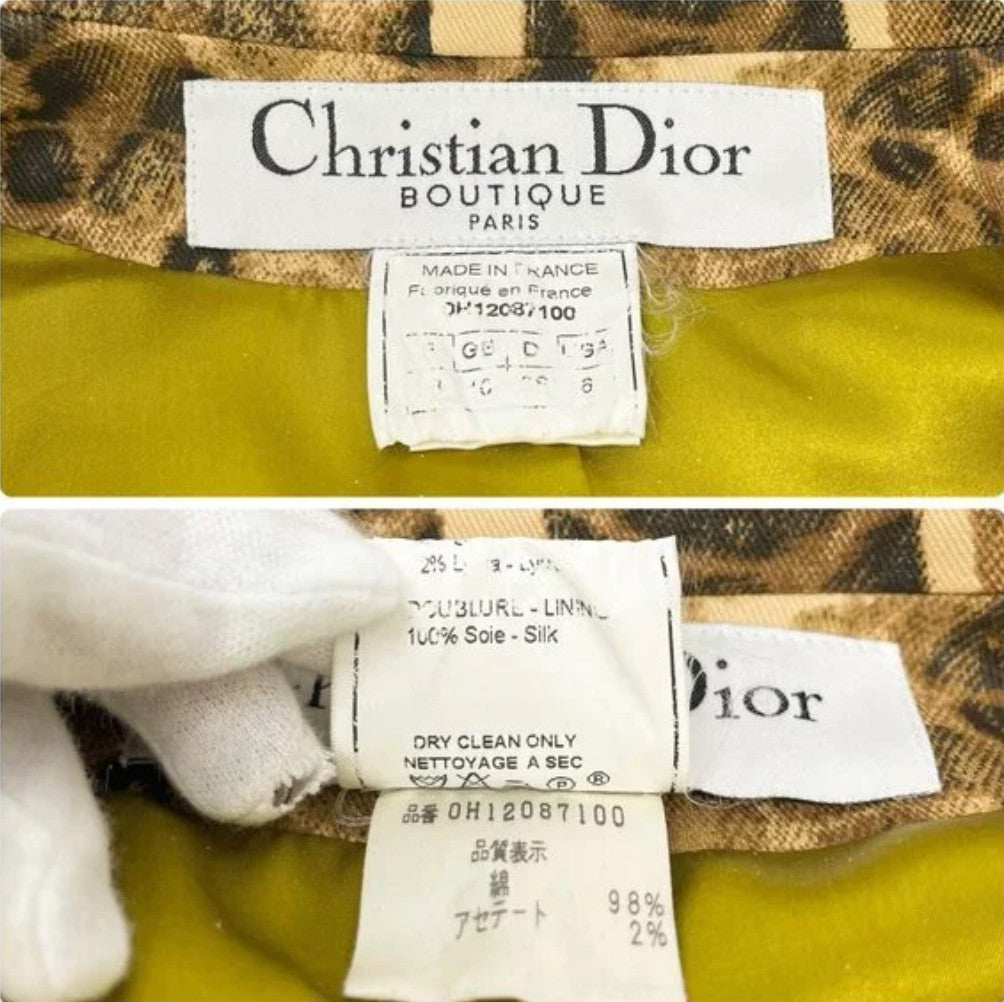 Christian Dior
BOUTIQUE
PARIS
MADE IN FRANCE
Fabriqué en France
0H12087100
GB D USA
6
2%
DOUBLURE - LINING
100% Soie - Silk
Dior
DRY CLEAN ONLY
NETTOYAGE A SEC
P ®
品番 0H12087100
品質表示
綿 98%
アセテート 2%